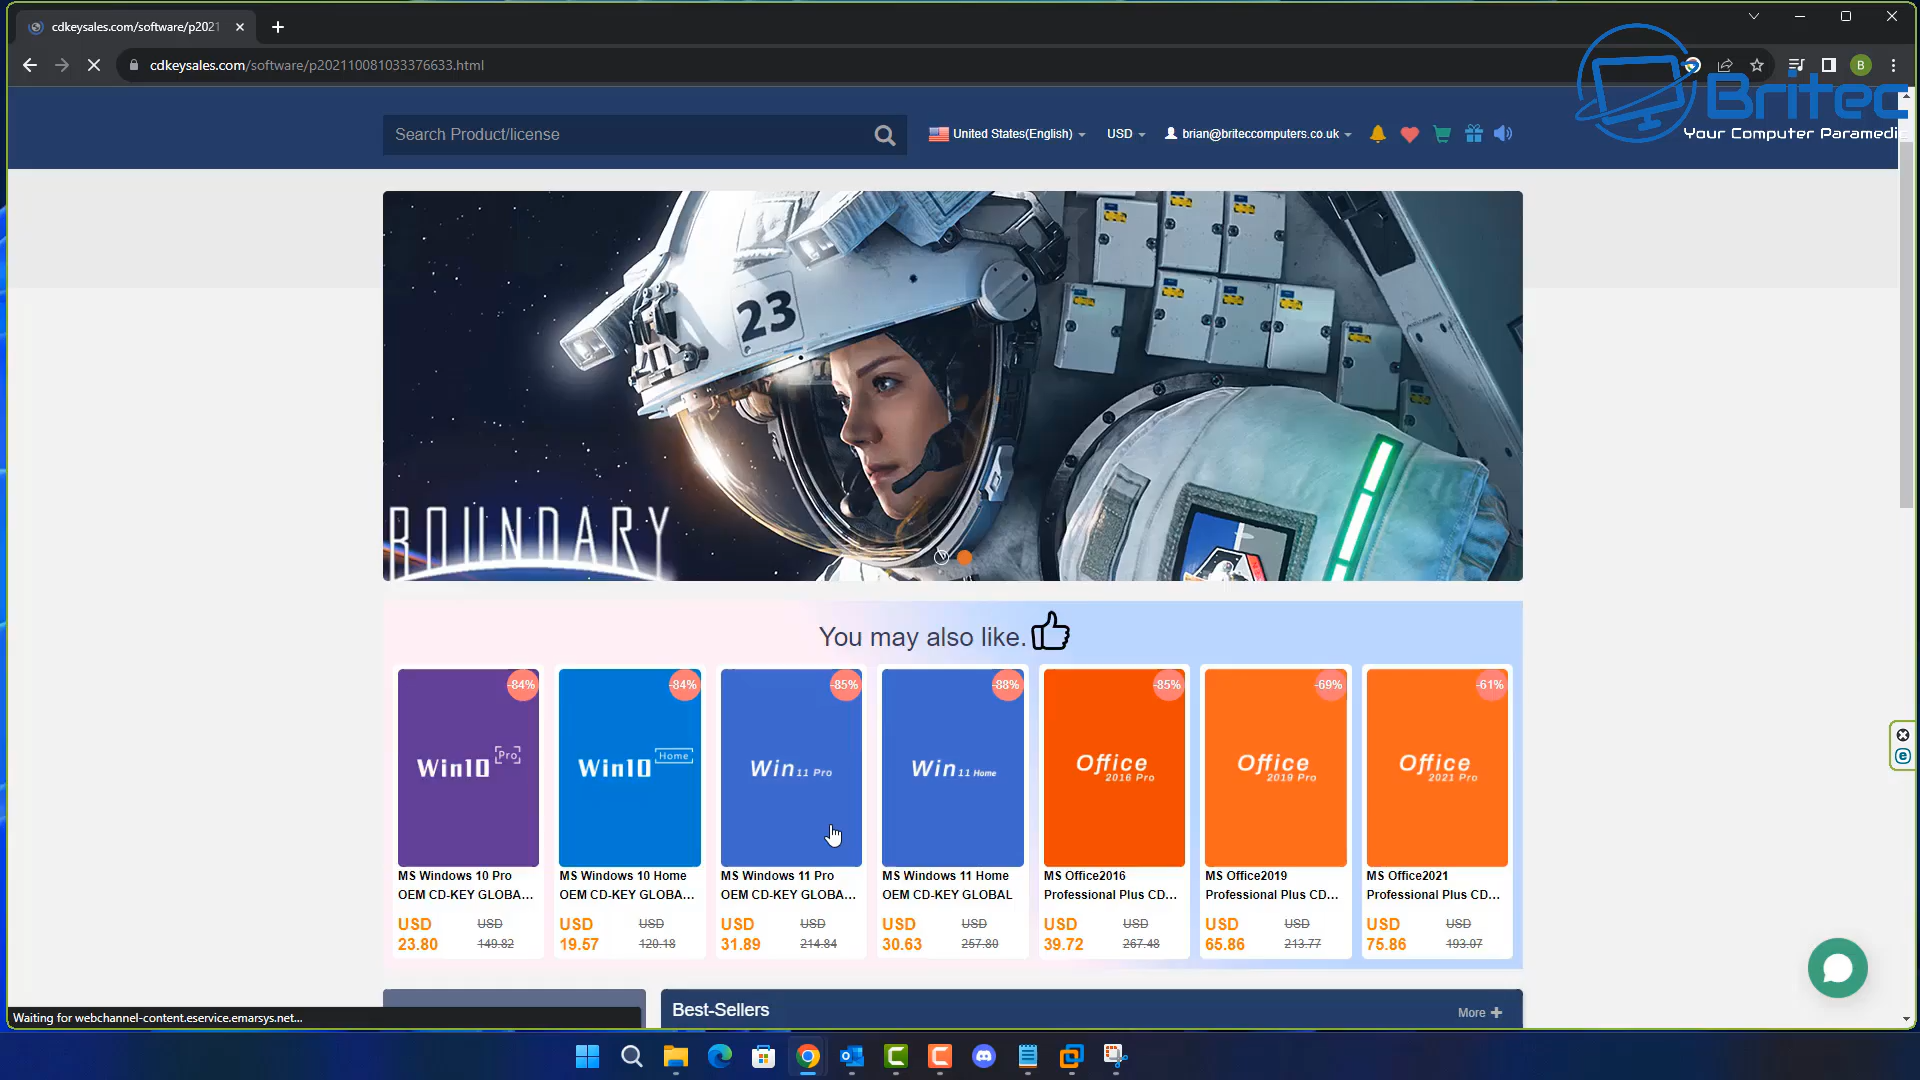 cdkeysales.com/software/p2021
cdkeysales.com/software/p202110081033376633.html
B
Britec
Your Computer Paramedi
Search Product/license
United States(English)
USD
brian@briteccomputers.co.uk
23
BOUNDARY
You may also like.
-84%
-84%
-85%
-88%
-85%
-69%
-61%
Win10 Pro
Win10 Home
Win 11 Pro
Win 11 Home
Office 2016 Pro
Office 2019 Pro
Office 2021 Pro
MS Windows 10 Pro
OEM CD-KEY GLOBA...
USD 23.80
USD 149.82
MS Windows 10 Home
OEM CD-KEY GLOBA...
USD 19.57
USD 120.18
MS Windows 11 Pro
OEM CD-KEY GLOBA...
USD 31.89
USD 214.84
MS Windows 11 Home
OEM CD-KEY GLOBAL
USD 30.63
USD 257.80
MS Office2016
Professional Plus CD...
USD 39.72
USD 267.48
MS Office2019
Professional Plus CD...
USD 65.86
USD 213.77
MS Office2021
Professional Plus CD...
USD 75.86
USD 193.07
Best-Sellers
More +
Waiting for webchannel-content.eservice.emarsys.net...